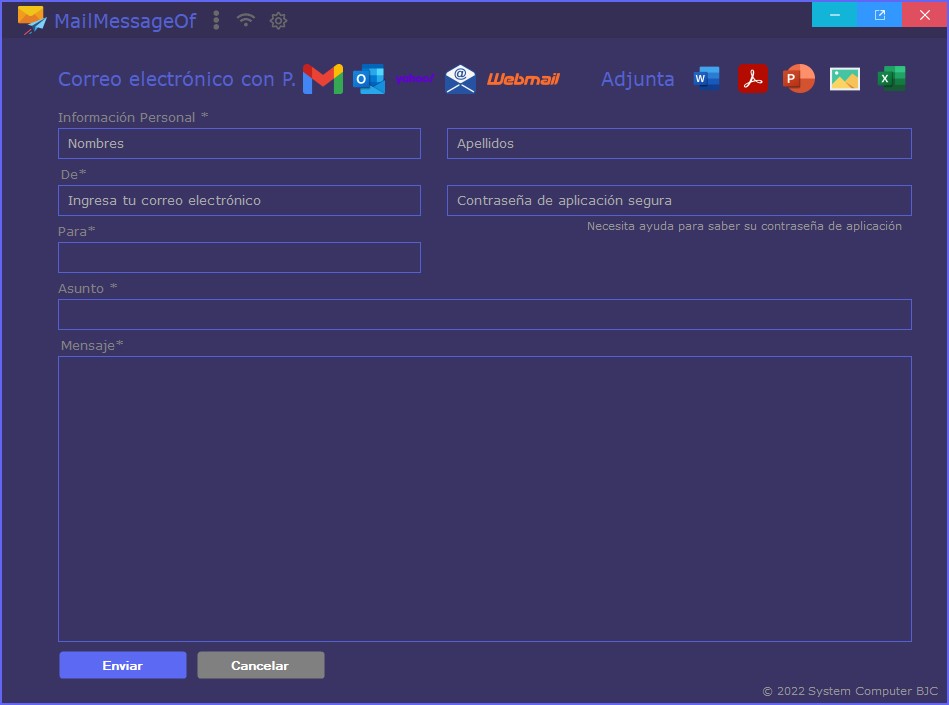 MailMessageOf
Correo electrónico con P.
Webmail
Adjunta
Información Personal *
Nombres
Apellidos
De*
Ingresa tu correo electrónico
Contraseña de aplicación segura
Para*
Necesita ayuda para saber su contraseña de aplicación
Asunto *
Mensaje*
Enviar
Cancelar
© 2022 System Computer BJC